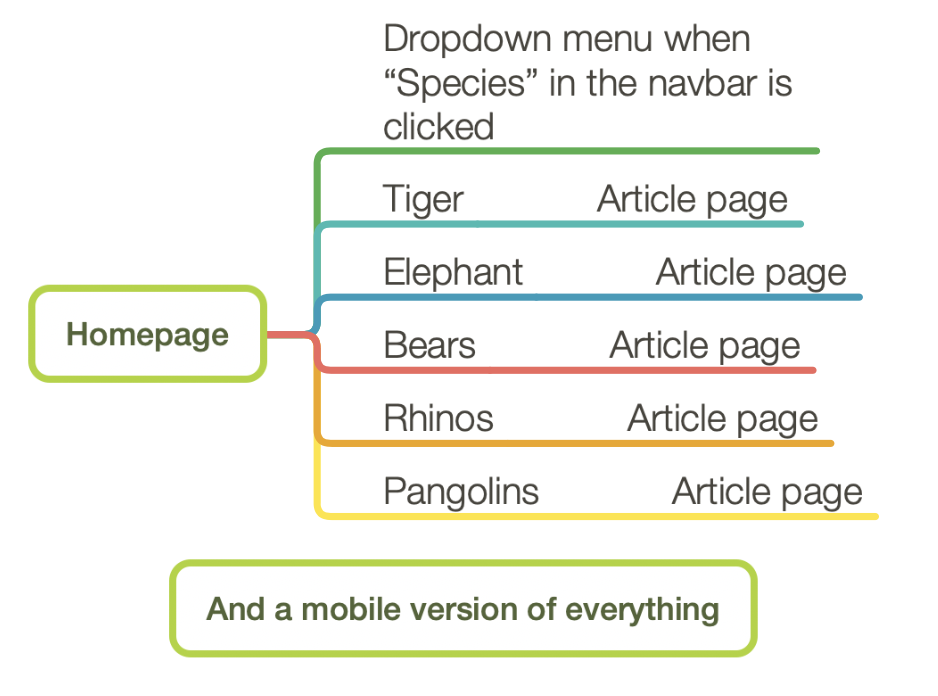 Dropdown menu when
“Species” in the navbar is
clicked
Tiger Article page
Elephant Article page
Homepage
Bears Article page
Rhinos Article page
Pangolins Article page
And a mobile version of everything